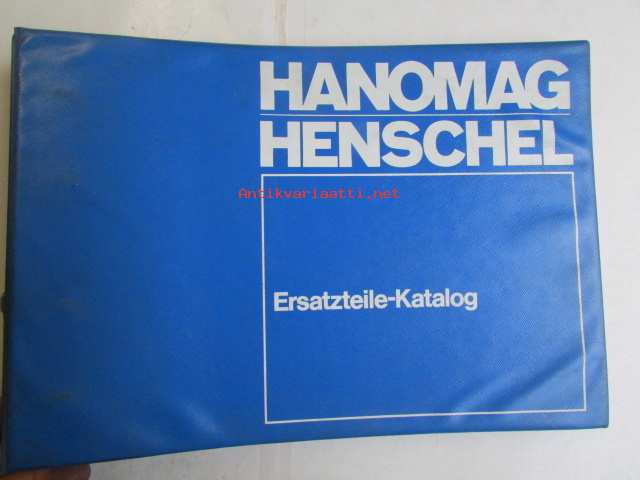 HANOMAG
HENSCHEL
Antikvariaatti.net
Ersatzteile-Katalog